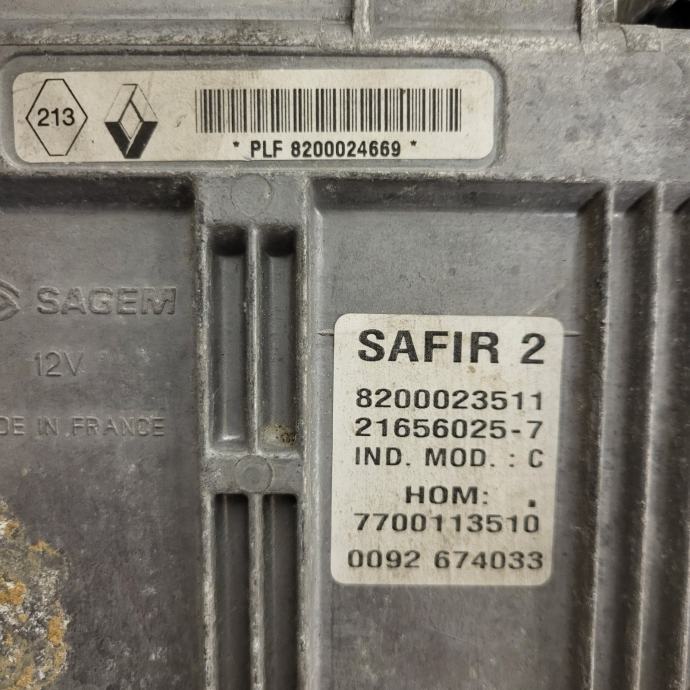 213
* PLF 8200024669 *
SAGEM
12V
DE IN FRANCE
SAFIR 2
8200023511
21656025-7
IND. MOD. : C
HOM: .
7700113510
0092 674033